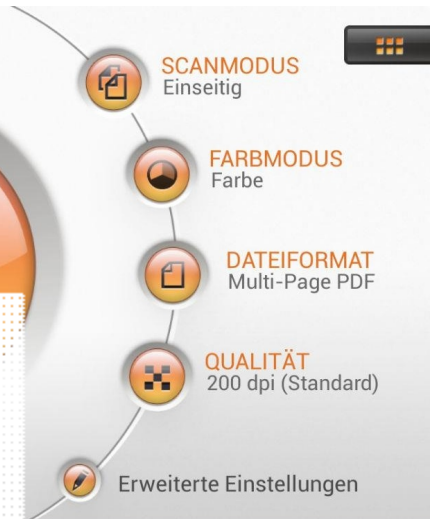 SCANMODUS
Einseitig
FARBMODUS
Farbe
DATEIFORMAT
Multi-Page PDF
QUALITÄT
200 dpi (Standard)
Erweiterte Einstellungen